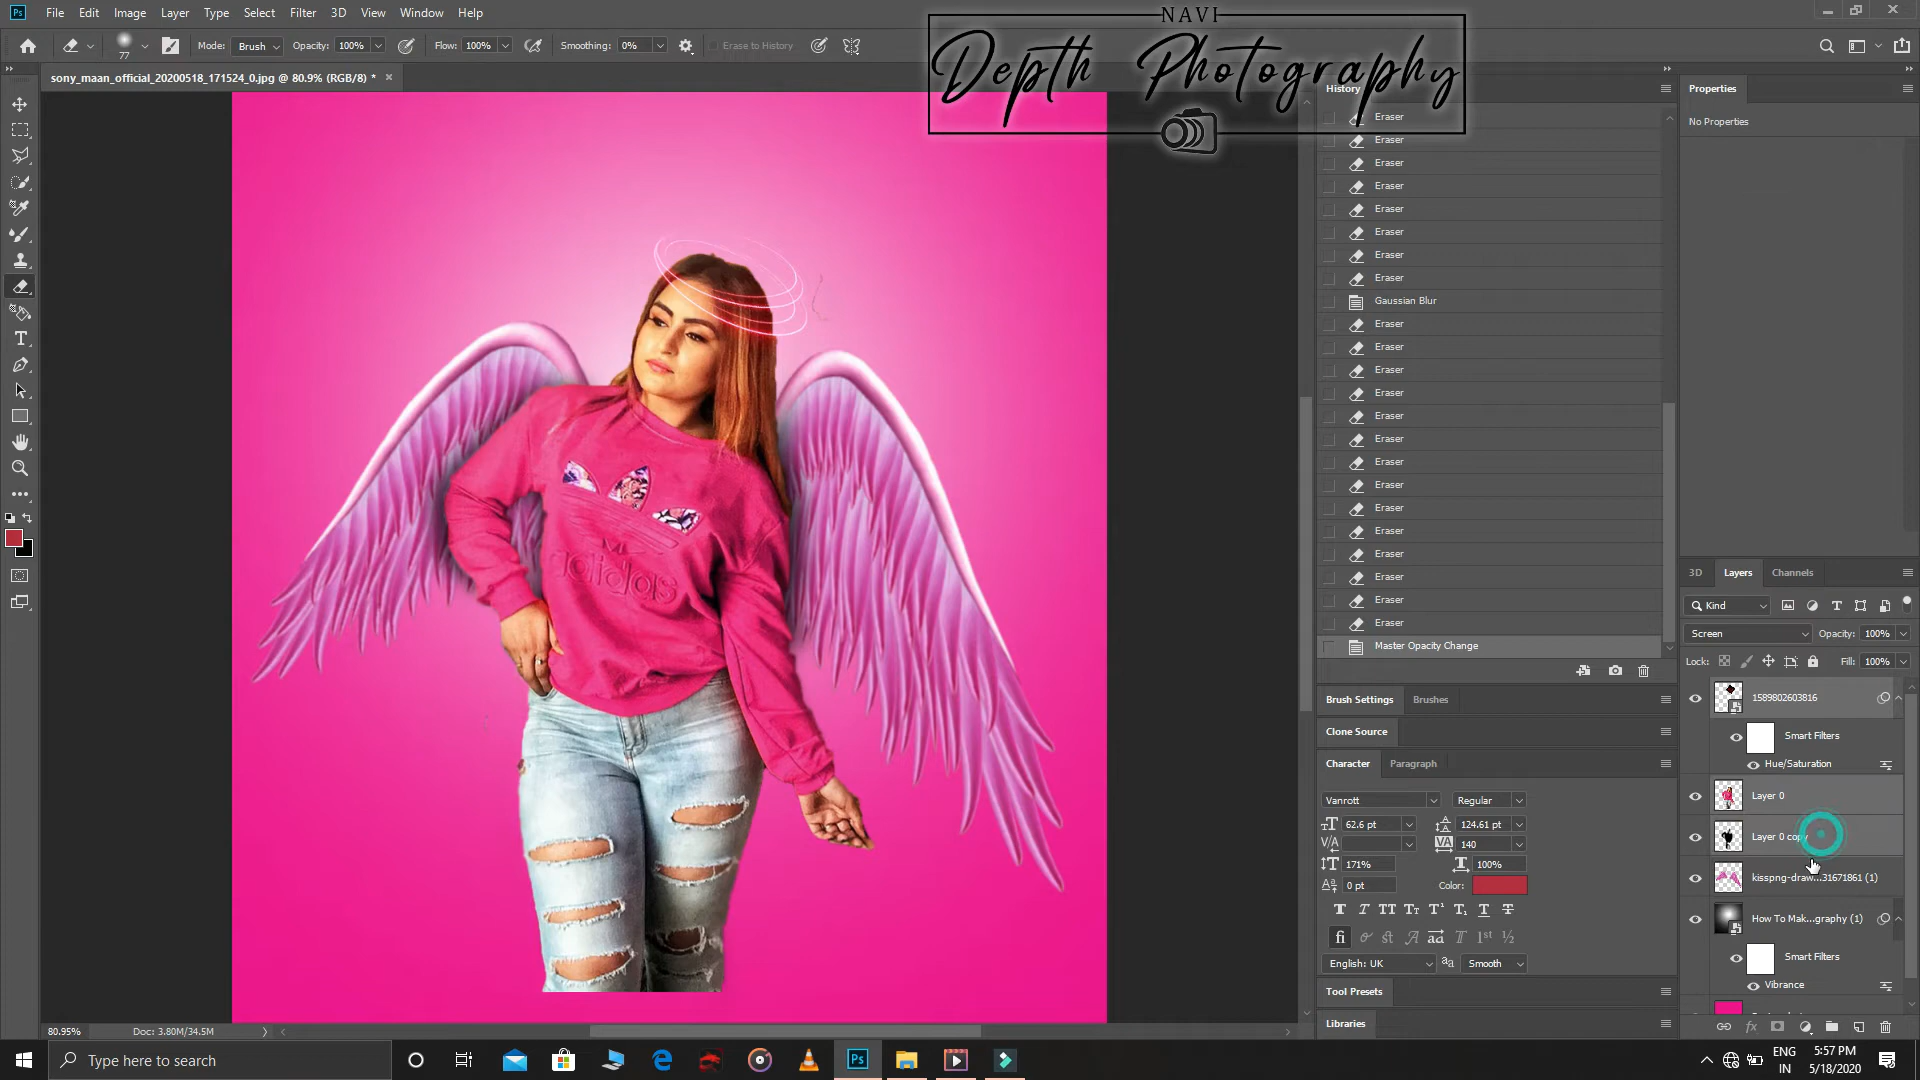 File Edit Image Layer Type Select Filter 3D View Window Help
NAVI
Depth Photography
77
Mode: Brush Opacity: 100% Flow: 100% Smoothing: 0% Erase to History
sony_maan_official_20200518_171524_0.jpg @ 80.9% (RGB/8) *
History
Eraser
Eraser
Eraser
Eraser
Eraser
Eraser
Eraser
Eraser
Gaussian Blur
Eraser
Eraser
Eraser
Eraser
Eraser
Eraser
Eraser
Eraser
Eraser
Eraser
Eraser
Eraser
Eraser
Eraser
Master Opacity Change
Brush Settings Brushes
Clone Source
Character Paragraph
Vanrott Regular
62.6 pt 124.61 pt
140
171% 100%
0 pt Color:
English: UK aa Smooth
Tool Presets
Libraries
Properties
No Properties
3D Layers Channels
Kind
Screen Opacity: 100%
Lock: Fill: 100%
1589802603816
Smart Filters
Hue/Saturation
Layer 0
Layer 0 copy
kisspng-draw...31671861 (1)
How To Mak...graphy (1)
Smart Filters
Vibrance
adidas
80.95% Doc: 3.80M/34.5M
Type here to search
ENG
IN
5:57 PM
5/18/2020